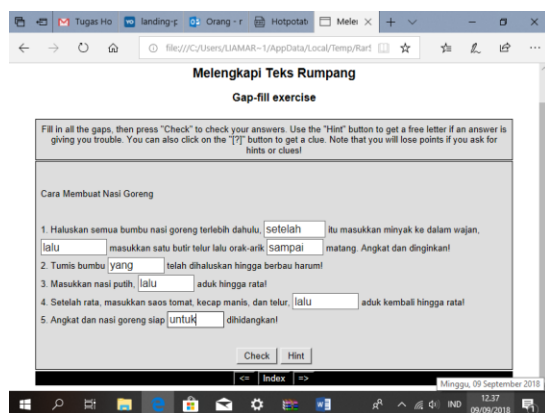 Tugas Ho
landing-p
Orang - r
Hotpotab
Melei
file:///C:/Users/LIAMAR~1/AppData/Local/Temp/Rar!
Melengkapi Teks Rumpang
Gap-fill exercise
Fill in all the gaps, then press "Check" to check your answers. Use the "Hint" button to get a free letter if an answer is
giving you trouble. You can also click on the "[?]" button to get a clue. Note that you will lose points if you ask for
hints or clues!
Cara Membuat Nasi Goreng
1. Haluskan semua bumbu nasi goreng terlebih dahulu, setelah itu masukkan minyak ke dalam wajan,
lalu masukkan satu butir telur lalu orak-arik sampai matang. Angkat dan dinginkan!
2. Tumis bumbu yang telah dihaluskan hingga berbau harum!
3. Masukkan nasi putih, lalu aduk hingga rata!
4. Setelah rata, masukkan saos tomat, kecap manis, dan telur, lalu aduk kembali hingga rata!
5. Angkat dan nasi goreng siap untuk dihidangkan!
Check Hint
<= Index =>
Minggu, 09 September 2018
IND
12.37
09/09/2018